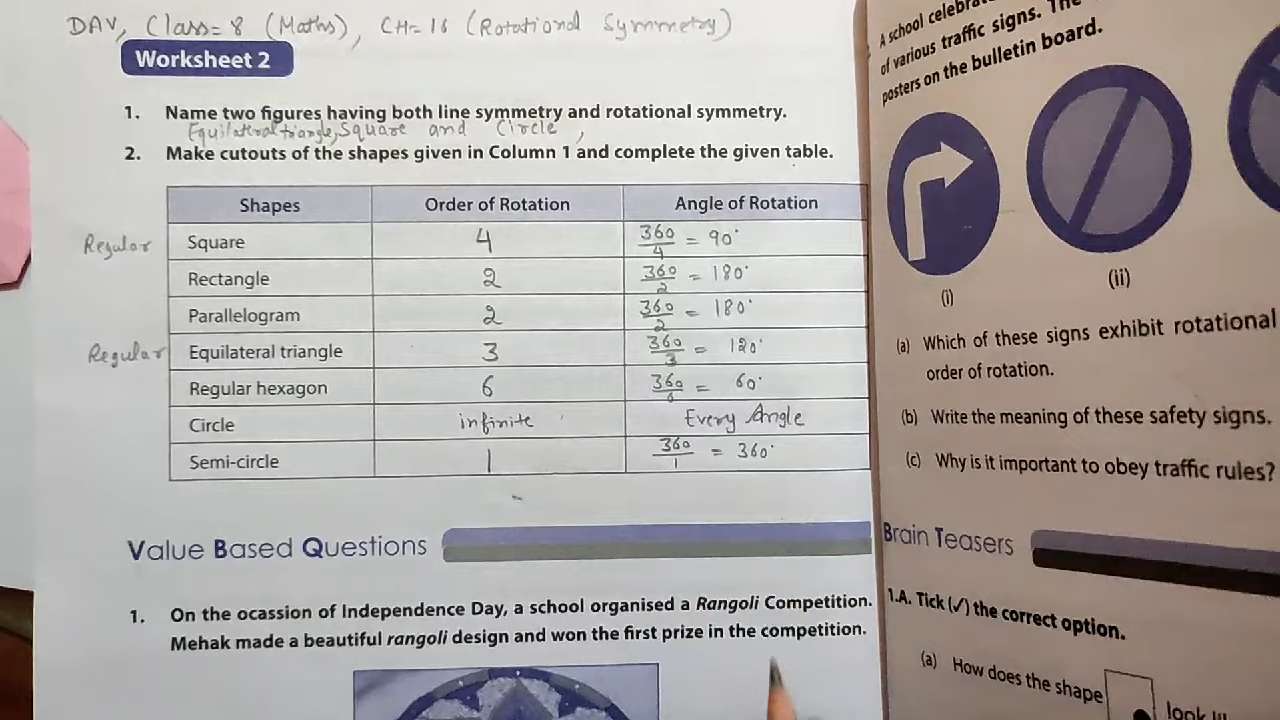 DAV, Class= 8 (Maths), CH= 16 (Rotational Symmetry)
Worksheet 2
1. Name two figures having both line symmetry and rotational symmetry.
Equilateral triangle, Square and Circle,
2. Make cutouts of the shapes given in Column 1 and complete the given table.
Shapes Order of Rotation Angle of Rotation
Regular Square 4 360/4 = 90°
Rectangle 2 360/2 = 180°
Parallelogram 2 360/2 = 180°
Regular Equilateral triangle 3 360/3 = 120°
Regular hexagon 6 360/6 = 60°
Circle infinite Every Angle
Semi-circle 1 360/1 = 360°
Value Based Questions
1. On the ocassion of Independence Day, a school organised a Rangoli Competition.
Mehak made a beautiful rangoli design and won the first prize in the competition.
A school celebra
of various traffic signs. The
posters on the bulletin board.
(i) (ii)
(a) Which of these signs exhibit rotational
order of rotation.
(b) Write the meaning of these safety signs.
(c) Why is it important to obey traffic rules?
Brain Teasers
1.A. Tick (✓) the correct option.
(a) How does the shape